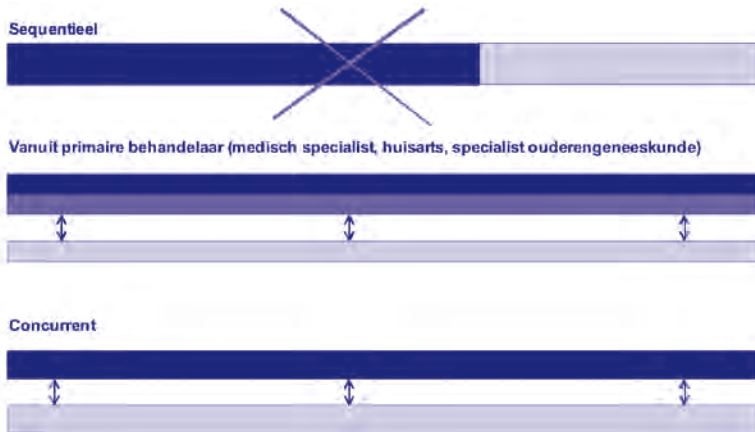 Sequentieel
Vanuit primaire behandelaar (medisch specialist, huisarts, specialist ouderengeneeskunde)
Concurrent